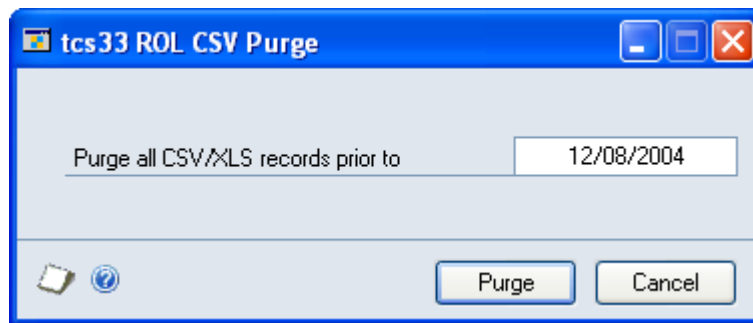 tcs33 ROL CSV Purge
Purge all CSV/XLS records prior to 12/08/2004
Purge Cancel